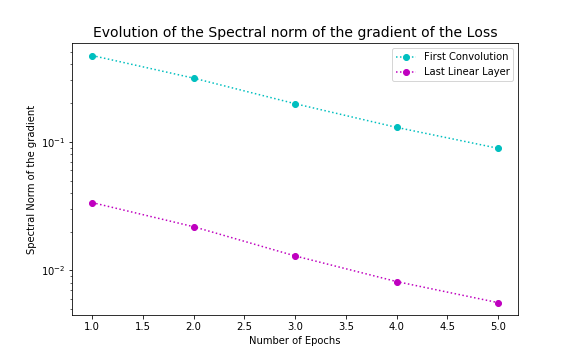 Evolution of the Spectral norm of the gradient of the Loss
First Convolution
Last Linear Layer
Spectral Norm of the gradient
10⁻¹
10⁻²
1.0 1.5 2.0 2.5 3.0 3.5 4.0 4.5 5.0
Number of Epochs